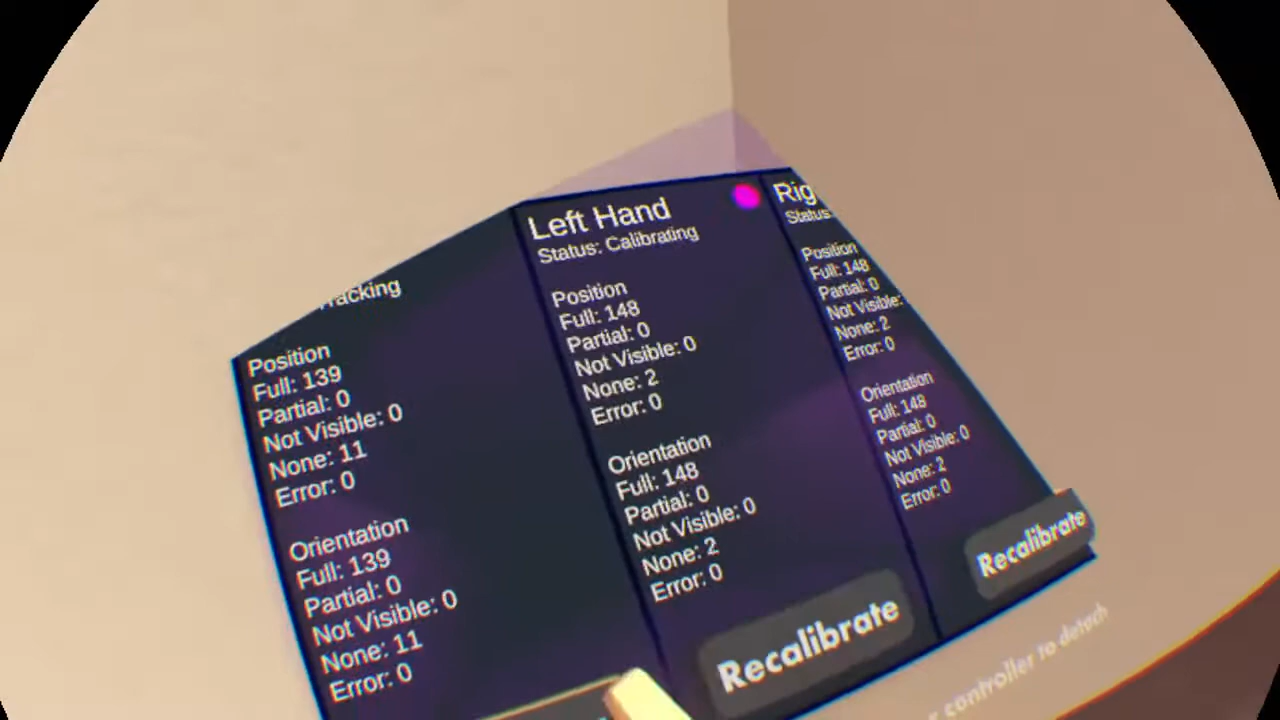 Tracking
Position
Full: 139
Partial: 0
Not Visible: 0
None: 11
Error: 0
Orientation
Full: 139
Partial: 0
Not Visible: 0
None: 11
Error: 0
Left Hand
Status: Calibrating
Position
Full: 148
Partial: 0
Not Visible: 0
None: 2
Error: 0
Orientation
Full: 148
Partial: 0
Not Visible: 0
None: 2
Error: 0
Recalibrate
Rig
Status:
Position
Full: 148
Partial: 0
Not Visible:
None: 2
Error: 0
Orientation
Full: 148
Partial: 0
Not Visible: 0
None: 2
Error: 0
Recalibrate
controller to detach